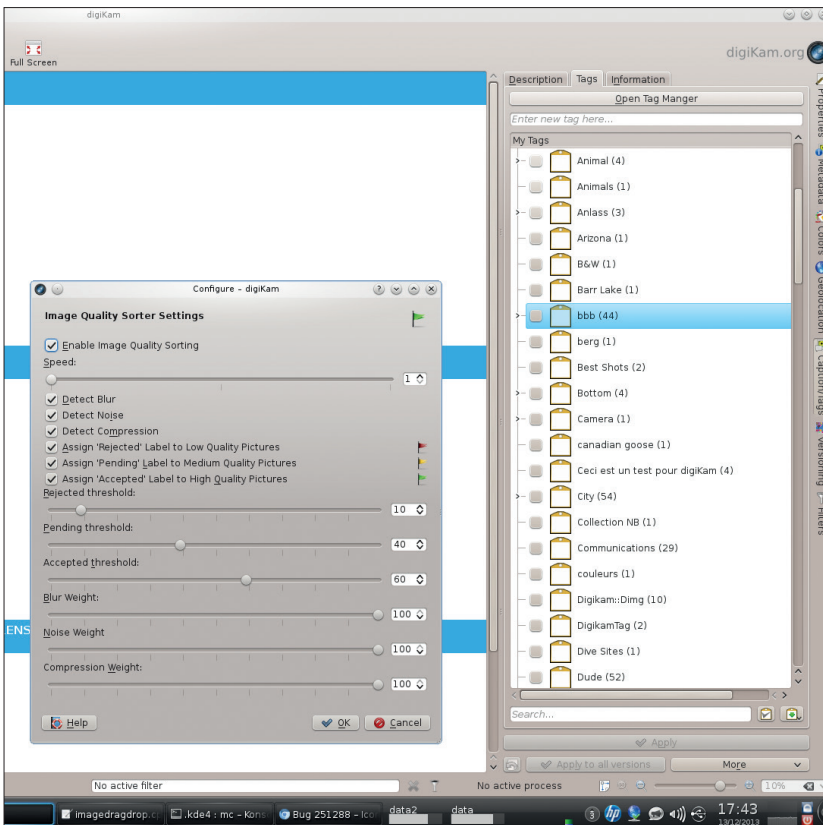 digiKam
Full Screen
digiKam.org
Description Tags Information
Open Tag Manger
Enter new tag here...
My Tags
Animal (4)
Animals (1)
Anlass (3)
Arizona (1)
B&W (1)
Barr Lake (1)
bbb (44)
berg (1)
Best Shots (2)
Bottom (4)
Camera (1)
canadian goose (1)
Ceci est un test pour digiKam (4)
City (54)
Collection NB (1)
Communications (29)
couleurs (1)
Digikam::Dimg (10)
DigikamTag (2)
Dive Sites (1)
Dude (52)
Search...
Apply
Apply to all versions
More
Properties
Metadata
Colors
Geolocation
Caption/Tags
Versioning
Filters
Configure - digiKam
Image Quality Sorter Settings
Enable Image Quality Sorting
Speed:
1
Detect Blur
Detect Noise
Detect Compression
Assign 'Rejected' Label to Low Quality Pictures
Assign 'Pending' Label to Medium Quality Pictures
Assign 'Accepted' Label to High Quality Pictures
Rejected threshold:
10
Pending threshold:
40
Accepted threshold:
60
Blur Weight:
100
Noise Weight
100
Compression Weight:
100
Help
OK
Cancel
ENS
No active filter
No active process
10%
imagedragdrop.c
.kde4 : mc – Kons
Bug 251288 – Ico
data2
data
hp
17:43
13/12/2013